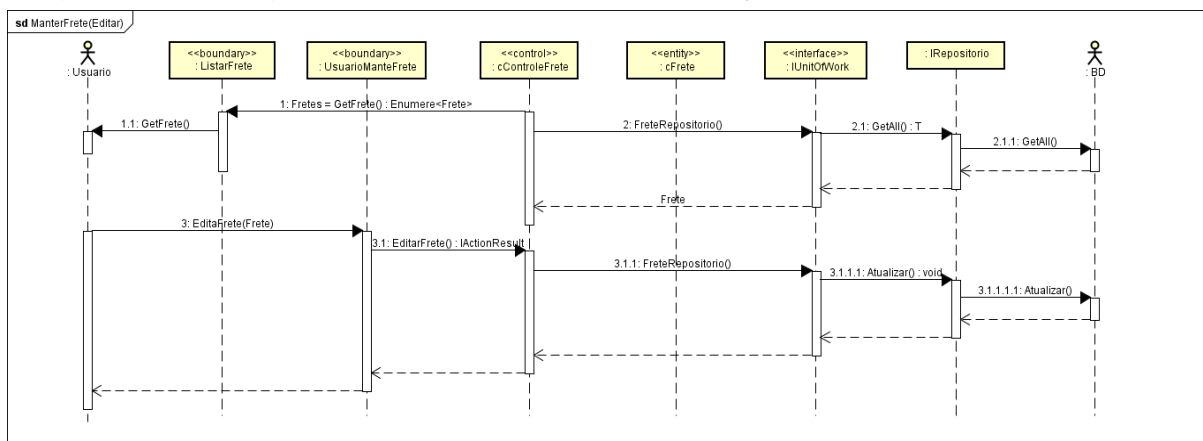 sd ManterFrete(Editar)
: Usuario
<<boundary>>
: ListarFrete
<<boundary>>
: UsuarioManteFrete
<<control>>
: cControleFrete
<<entity>>
: cFrete
<<interface>>
: IUnitOfWork
: IRepositorio
: BD
1: Fretes = GetFrete() : Enumere<Frete>
1.1: GetFrete()
2: FreteRepositorio()
2.1: GetAll() : T
2.1.1: GetAll()
Frete
3: EditaFrete(Frete)
3.1: EditarFrete() : IActionResult
3.1.1: FreteRepositorio()
3.1.1.1: Atualizar() : void
3.1.1.1.1: Atualizar()